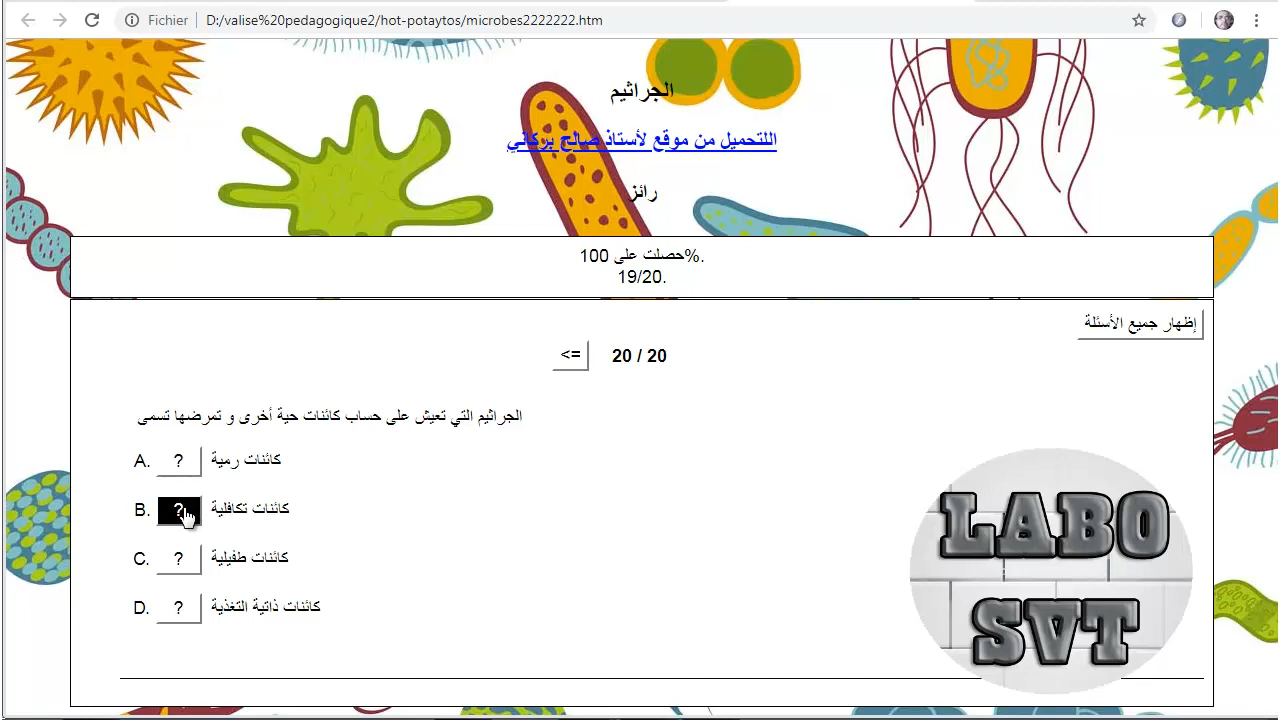 Fichier D:/valise%20pedagogique2/hot-potaytos/microbes2222222.htm
الجراثيم
اللتحميل من موقع لأستاذ صالح بركاني
رائز
حصلت على 100%.
19/20.
إظهار جميع الأسئلة
<= 20 / 20
الجراثيم التي تعيش على حساب كائنات حية أخرى و تمرضها تسمى
A. ? كائنات رمية
B. ? كائنات تكافلية
C. ? كائنات طفيلية
D. ? كائنات ذاتية التغذية
LABO
SVT